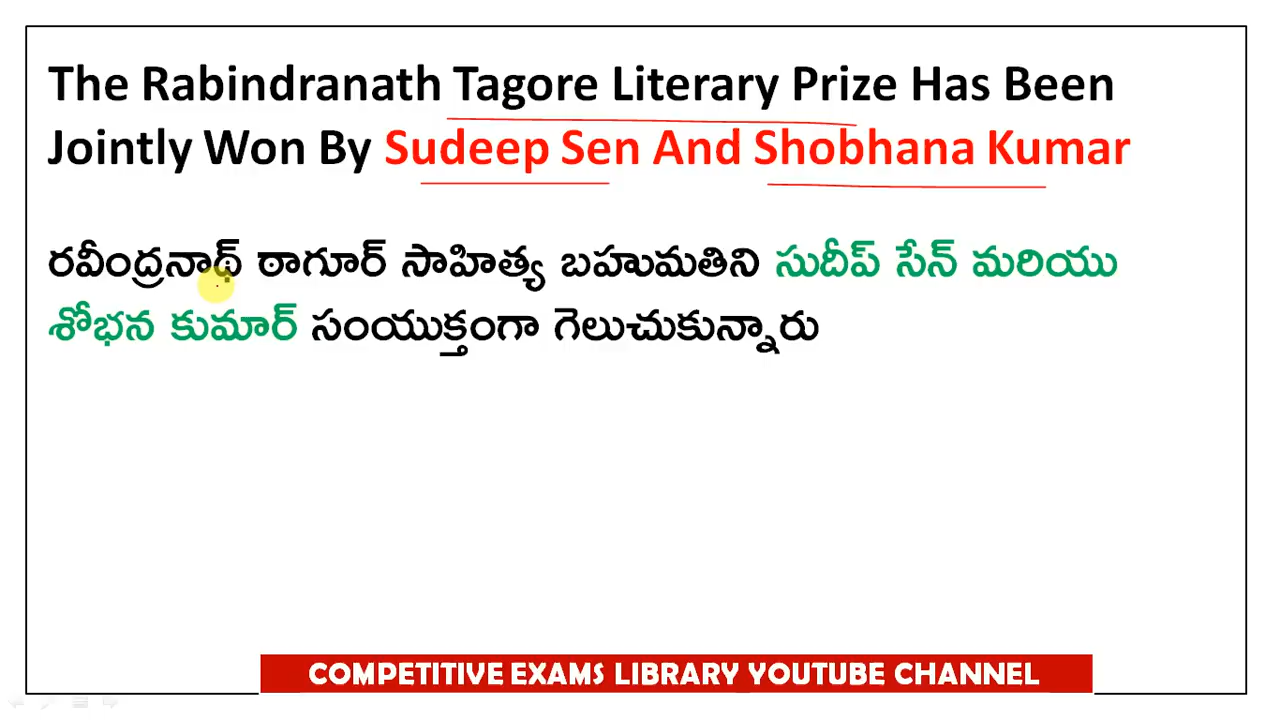 The Rabindranath Tagore Literary Prize Has Been
Jointly Won By Sudeep Sen And Shobhana Kumar
రవీంద్రనాథ్ ఠాగూర్ సాహిత్య బహుమతిని సుదీప్ సేన్ మరియు
శోభన కుమార్ సంయుక్తంగా గెలుచుకున్నారు
COMPETITIVE EXAMS LIBRARY YOUTUBE CHANNEL